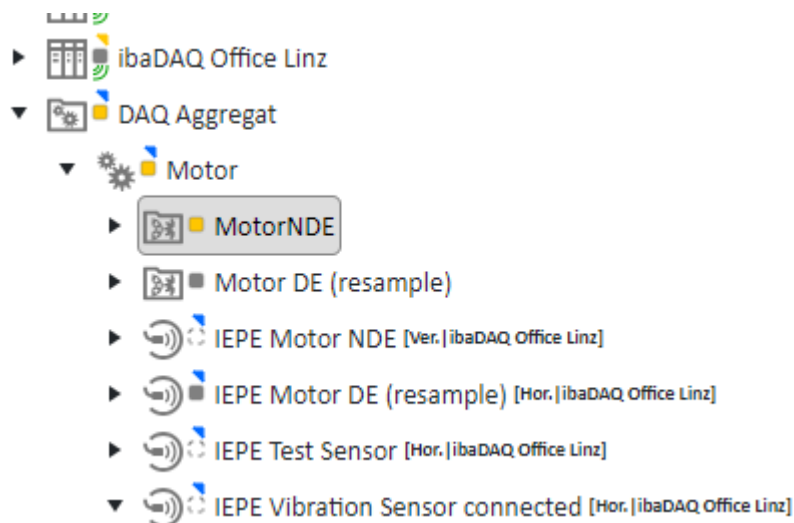 ibaDAQ Office Linz
DAQ Aggregat
Motor
MotorNDE
Motor DE (resample)
IEPE Motor NDE [Ver.|ibaDAQ Office Linz]
IEPE Motor DE (resample) [Hor.|ibaDAQ Office Linz]
IEPE Test Sensor [Hor.|ibaDAQ Office Linz]
IEPE Vibration Sensor connected [Hor.|ibaDAQ Office Linz]